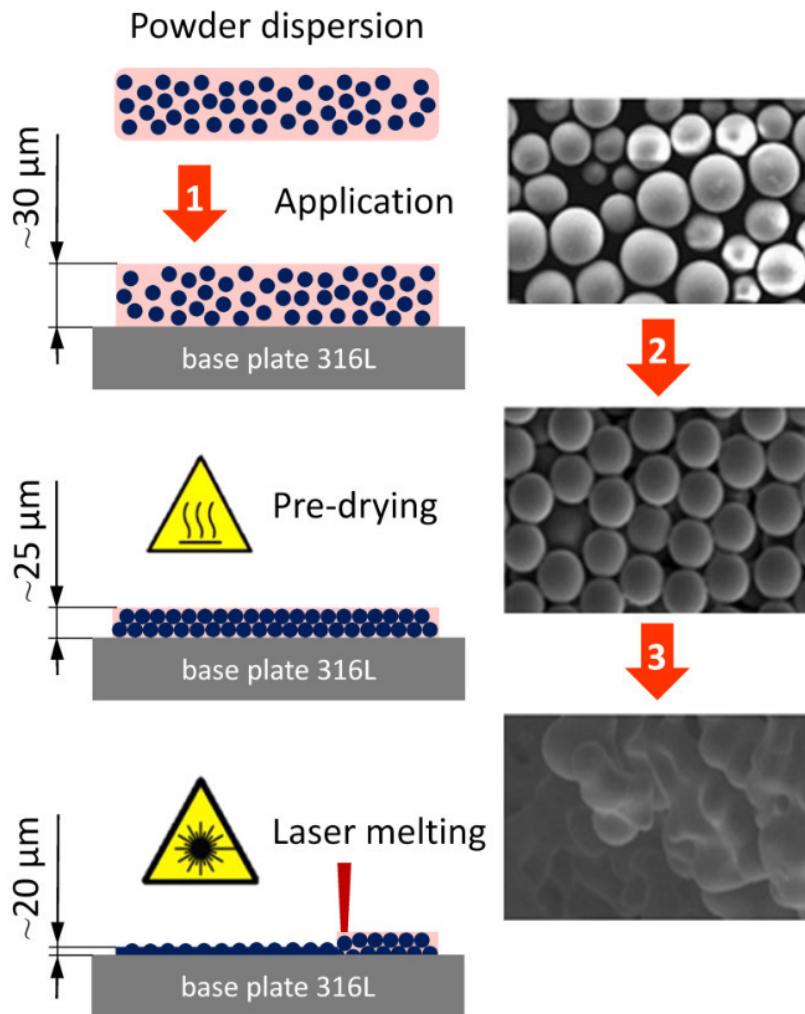 Powder dispersion
~30 μm
1
Application
base plate 316L
2
~25 μm
Pre-drying
base plate 316L
3
~20 μm
Laser melting
base plate 316L